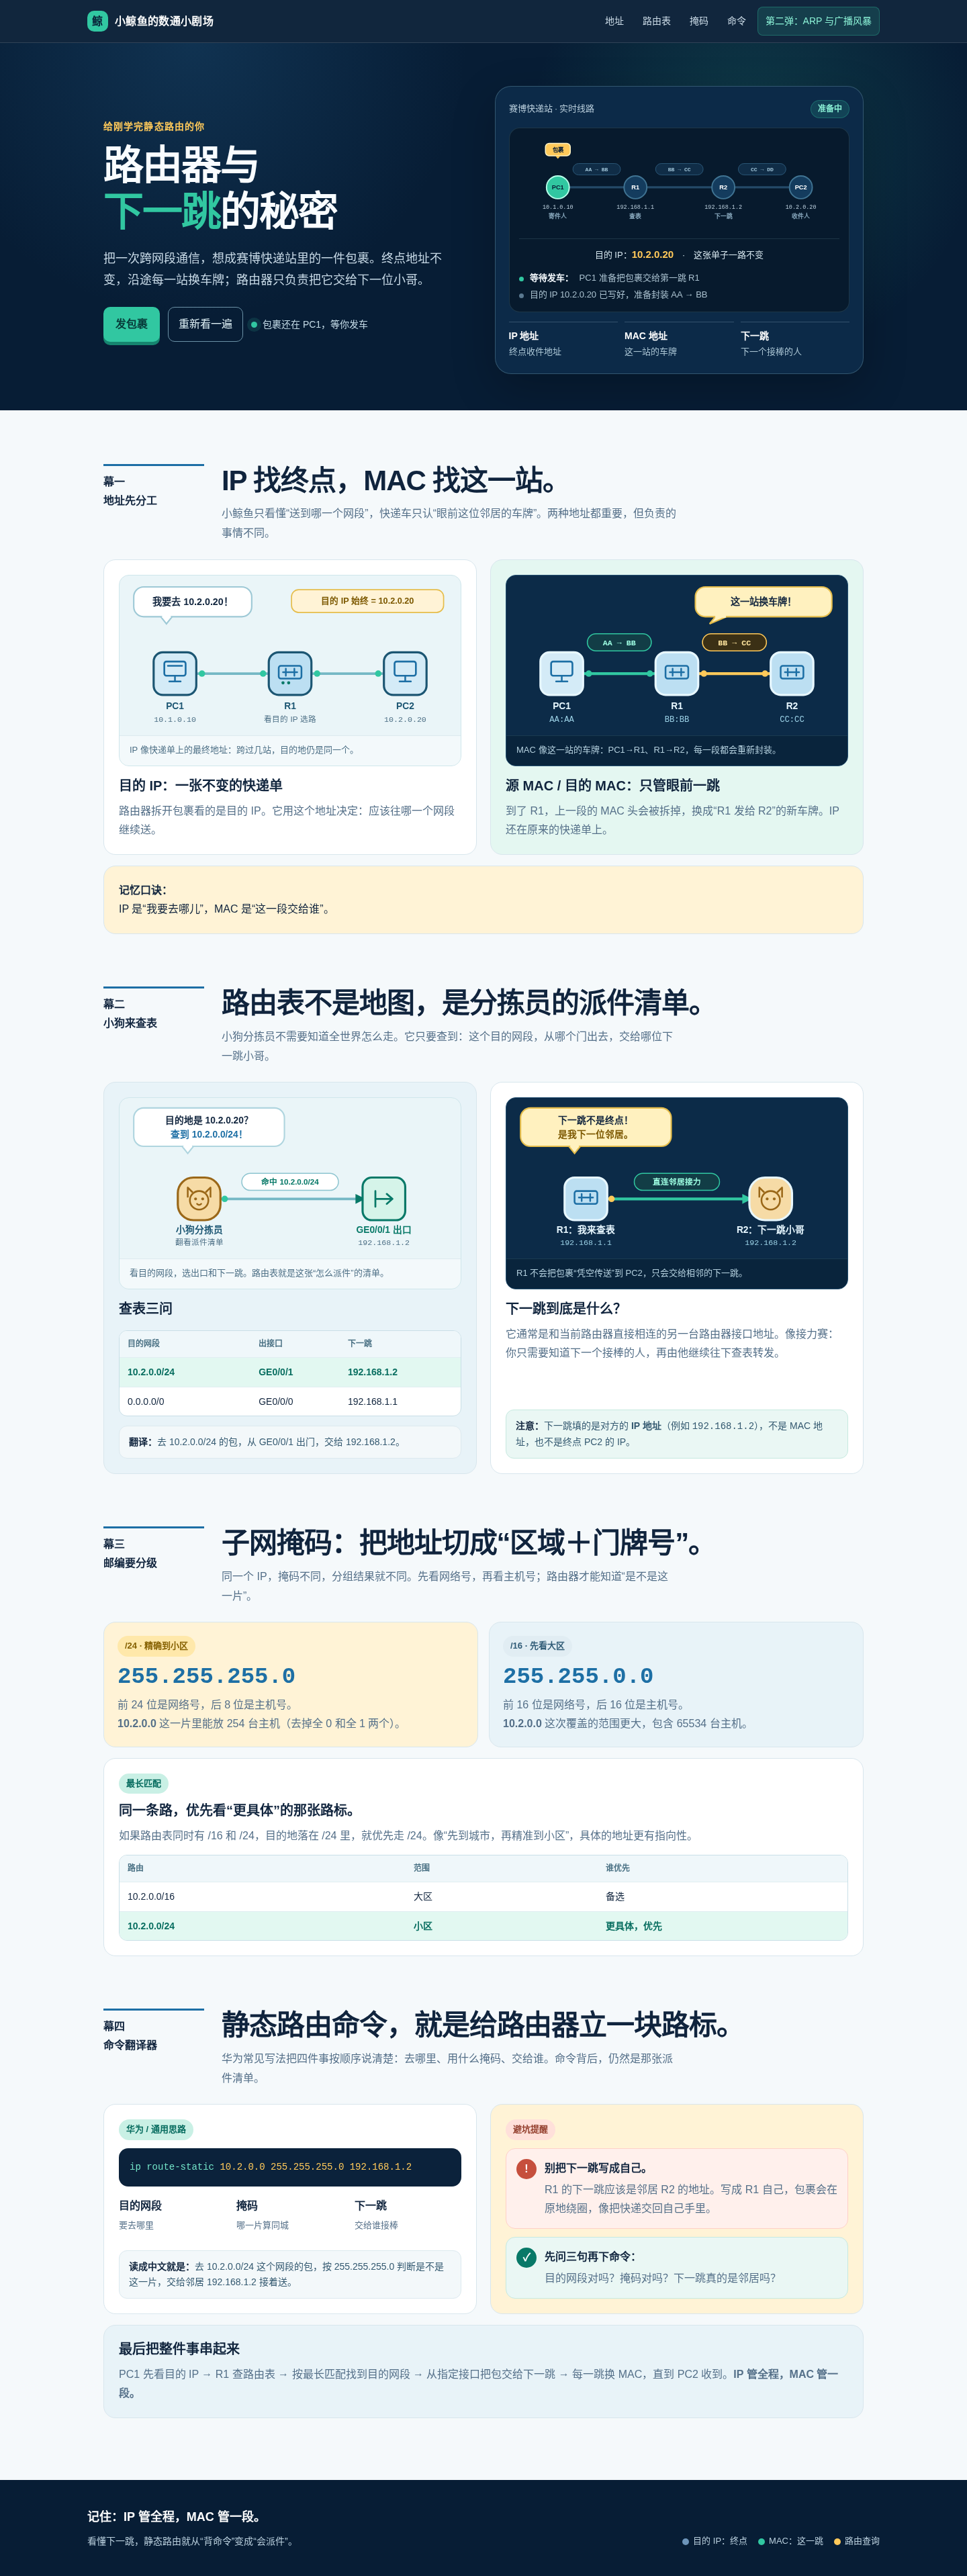 鲸 小鲸鱼的数通小剧场
地址 路由表 掩码 命令 第二弹：ARP 与广播风暴
给刚学完静态路由的你
路由器与
下一跳的秘密
把一次跨网段通信，想成赛博快递站里的一件包裹。终点地址不
变，沿途每一站换车牌；路由器只负责把它交给下一位小哥。
发包裹 重新看一遍 包裹还在 PC1，等你发车
赛博快递站 · 实时线路 准备中
包裹
AA → BB BB → CC CC → DD
PC1 R1 R2 PC2
10.1.0.10 192.168.1.1 192.168.1.2 10.2.0.20
寄件人 查表 下一跳 收件人
目的 IP：10.2.0.20 · 这张单子一路不变
等待发车： PC1 准备把包裹交给第一跳 R1
目的 IP 10.2.0.20 已写好，准备封装 AA → BB
IP 地址 MAC 地址 下一跳
终点收件地址 这一站的车牌 下一个接棒的人
幕一
地址先分工
IP 找终点，MAC 找这一站。
小鲸鱼只看懂“送到哪一个网段”，快递车只认“眼前这位邻居的车牌”。两种地址都重要，但负责的
事情不同。
我要去 10.2.0.20！ 目的 IP 始终 = 10.2.0.20
PC1 R1 PC2
10.1.0.10 看目的 IP 选路 10.2.0.20
IP 像快递单上的最终地址：跨过几站，目的地仍是同一个。
目的 IP：一张不变的快递单
路由器拆开包裹看的是目的 IP。它用这个地址决定：应该往哪一个网段
继续送。
这一站换车牌！
AA → BB BB → CC
PC1 R1 R2
AA:AA BB:BB CC:CC
MAC 像这一站的车牌：PC1→R1、R1→R2，每一段都会重新封装。
源 MAC / 目的 MAC：只管眼前一跳
到了 R1，上一段的 MAC 头会被拆掉，换成“R1 发给 R2”的新车牌。IP
还在原来的快递单上。
记忆口诀：
IP 是“我要去哪儿”，MAC 是“这一段交给谁”。
幕二
小狗来查表
路由表不是地图，是分拣员的派件清单。
小狗分拣员不需要知道全世界怎么走。它只要查到：这个目的网段，从哪个门出去，交给哪位下
一跳小哥。
目的地是 10.2.0.20？
查到 10.2.0.0/24！
命中 10.2.0.0/24
小狗分拣员 GE0/0/1 出口
翻看派件清单 192.168.1.2
看目的网段，选出口和下一跳。路由表就是这张“怎么派件”的清单。
查表三问
目的网段 出接口 下一跳
10.2.0.0/24 GE0/0/1 192.168.1.2
0.0.0.0/0 GE0/0/0 192.168.1.1
翻译：去 10.2.0.0/24 的包，从 GE0/0/1 出门，交给 192.168.1.2。
下一跳不是终点！
是我下一位邻居。
直连邻居接力
R1：我来查表 R2：下一跳小哥
192.168.1.1 192.168.1.2
R1 不会把包裹“凭空传送”到 PC2，只会交给相邻的下一跳。
下一跳到底是什么？
它通常是和当前路由器直接相连的另一台路由器接口地址。像接力赛：
你只需要知道下一个接棒的人，再由他继续往下查表转发。
注意：下一跳填的是对方的 IP 地址（例如 192.168.1.2），不是 MAC 地
址，也不是终点 PC2 的 IP。
幕三
邮编要分级
子网掩码：把地址切成“区域＋门牌号”。
同一个 IP，掩码不同，分组结果就不同。先看网络号，再看主机号；路由器才能知道“是不是这
一片”。
/24 · 精确到小区
255.255.255.0
前 24 位是网络号，后 8 位是主机号。
10.2.0.0 这一片里能放 254 台主机（去掉全 0 和全 1 两个）。
/16 · 先看大区
255.255.0.0
前 16 位是网络号，后 16 位是主机号。
10.2.0.0 这次覆盖的范围更大，包含 65534 台主机。
最长匹配
同一条路，优先看“更具体”的那张路标。
如果路由表同时有 /16 和 /24，目的地落在 /24 里，就优先走 /24。像“先到城市，再精准到小区”，具体的地址更有指向性。
路由 范围 谁优先
10.2.0.0/16 大区 备选
10.2.0.0/24 小区 更具体，优先
幕四
命令翻译器
静态路由命令，就是给路由器立一块路标。
华为常见写法把四件事按顺序说清楚：去哪里、用什么掩码、交给谁。命令背后，仍然是那张派
件清单。
华为 / 通用思路
ip route-static 10.2.0.0 255.255.255.0 192.168.1.2
目的网段 掩码 下一跳
要去哪里 哪一片算同城 交给谁接棒
读成中文就是：去 10.2.0.0/24 这个网段的包，按 255.255.255.0 判断是不是
这一片，交给邻居 192.168.1.2 接着送。
避坑提醒
! 别把下一跳写成自己。
R1 的下一跳应该是邻居 R2 的地址。写成 R1 自己，包裹会在
原地绕圈，像把快递交回自己手里。
✓ 先问三句再下命令：
目的网段对吗？掩码对吗？下一跳真的是邻居吗？
最后把整件事串起来
PC1 先看目的 IP → R1 查路由表 → 按最长匹配找到目的网段 → 从指定接口把包交给下一跳 → 每一跳换 MAC，直到 PC2 收到。IP 管全程，MAC 管一
段。
记住：IP 管全程，MAC 管一段。
看懂下一跳，静态路由就从“背命令”变成“会派件”。
目的 IP：终点 MAC：这一跳 路由查询